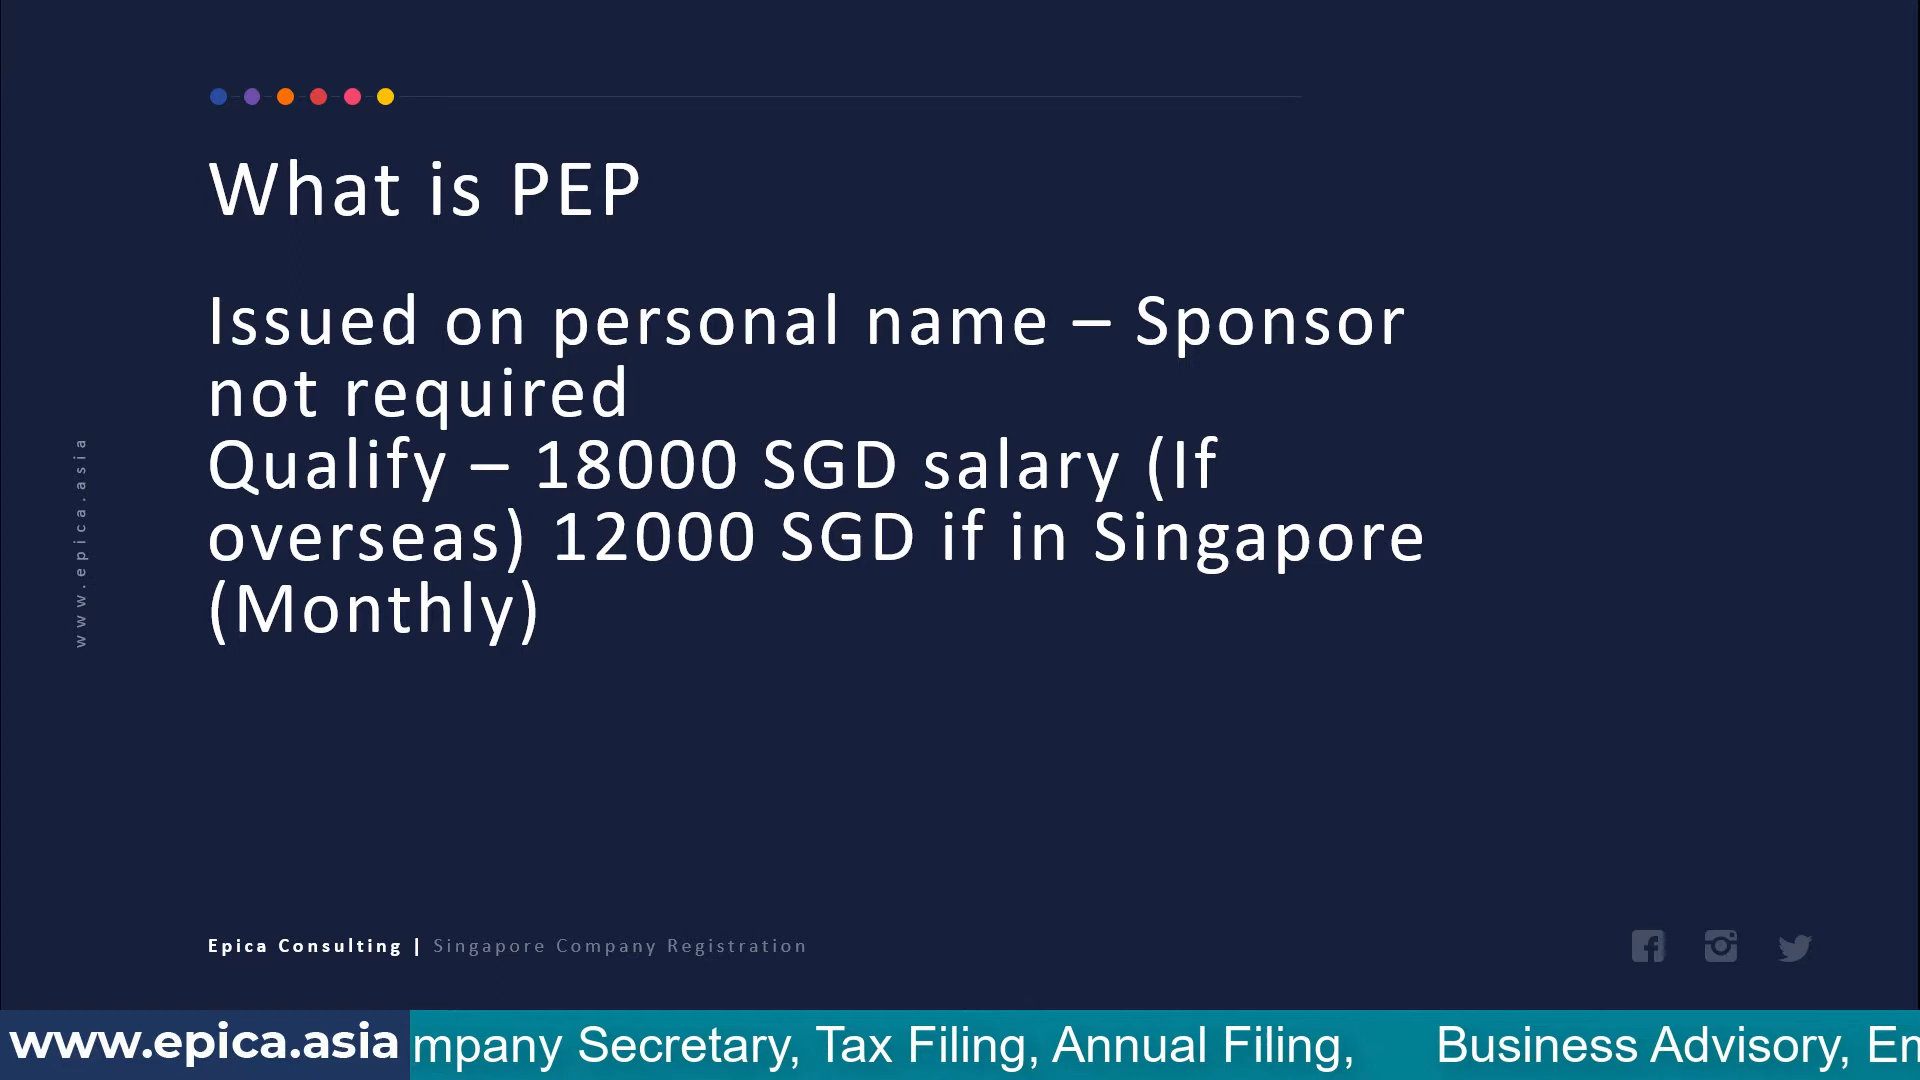 What is PEP
Issued on personal name – Sponsor
not required
Qualify – 18000 SGD salary (If
overseas) 12000 SGD if in Singapore
(Monthly)
www.epica.asia
Epica Consulting | Singapore Company Registration
www.epica.asia mpany Secretary, Tax Filing, Annual Filing, Business Advisory, En